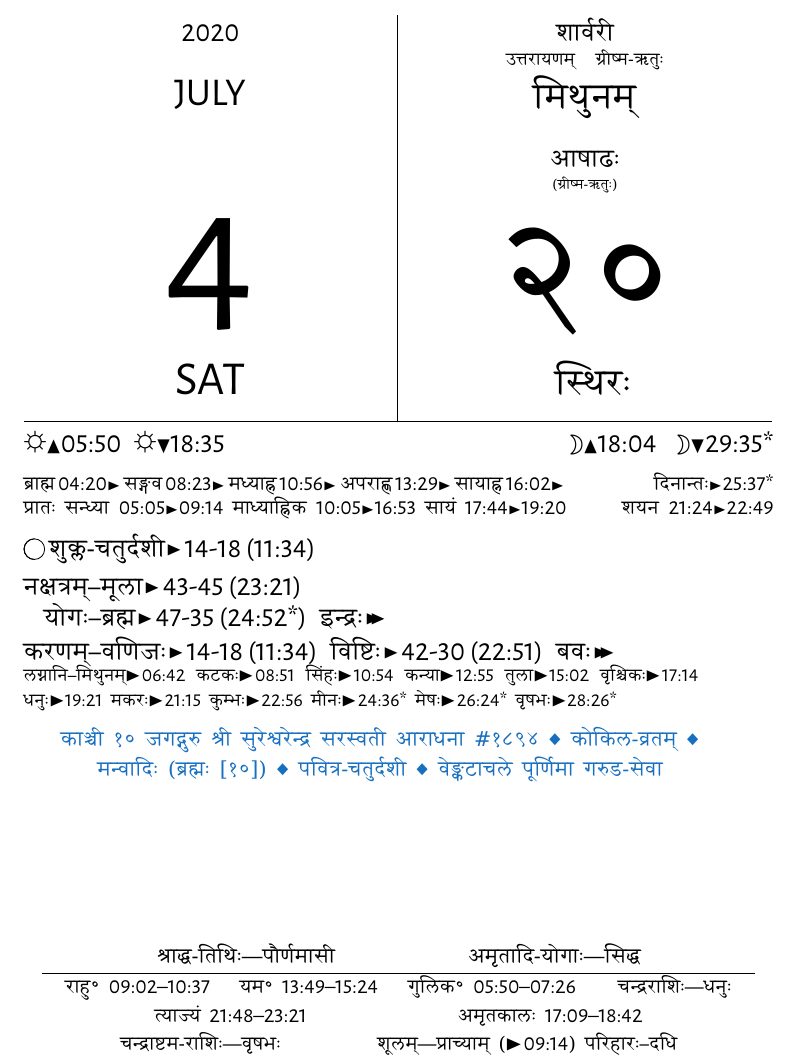 2020
JULY
4
SAT
शार्वरी
उत्तरायणम् ग्रीष्म-ऋतुः
मिथुनम्
आषाढः
(ग्रीष्म-ऋतुः)
२०
स्थिरः
☼▲05:50 ☼▼18:35 ☽▲18:04 ☽▼29:35*
ब्राह्म 04:20► सङ्गव 08:23► मध्याह्न 10:56► अपराह्ण 13:29► सायाह्न 16:02► दिनान्तः►25:37*
प्रातः सन्ध्या 05:05►09:14 माध्याह्निक 10:05►16:53 सायं 17:44►19:20 शयन 21:24►22:49
◯ शुक्ल-चतुर्दशी►14-18 (11:34)
नक्षत्रम्–मूला►43-45 (23:21)
योगः–ब्रह्म►47-35 (24:52*) इन्द्रः►►
करणम्–वणिजः►14-18 (11:34) विष्टिः►42-30 (22:51) बवः►►
लग्नानि–मिथुनम्►06:42 कटकः►08:51 सिंहः►10:54 कन्या►12:55 तुला►15:02 वृश्चिकः►17:14
धनुः►19:21 मकरः►21:15 कुम्भः►22:56 मीनः►24:36* मेषः►26:24* वृषभः►28:26*
काञ्ची १० जगद्गुरु श्री सुरेश्वरेन्द्र सरस्वती आराधना #१८९४ ◆ कोकिल-व्रतम् ◆
मन्वादिः (ब्रह्मः [१०]) ◆ पवित्र-चतुर्दशी ◆ वेङ्कटाचले पूर्णिमा गरुड-सेवा
श्राद्ध-तिथिः—पौर्णमासी अमृतादि-योगाः—सिद्ध
राहु° 09:02–10:37 यम° 13:49–15:24 गुलिक° 05:50–07:26 चन्द्रराशिः—धनुः
त्याज्यं 21:48–23:21 अमृतकालः 17:09–18:42
चन्द्राष्टम-राशिः—वृषभः शूलम्—प्राच्याम् (►09:14) परिहारः–दधि